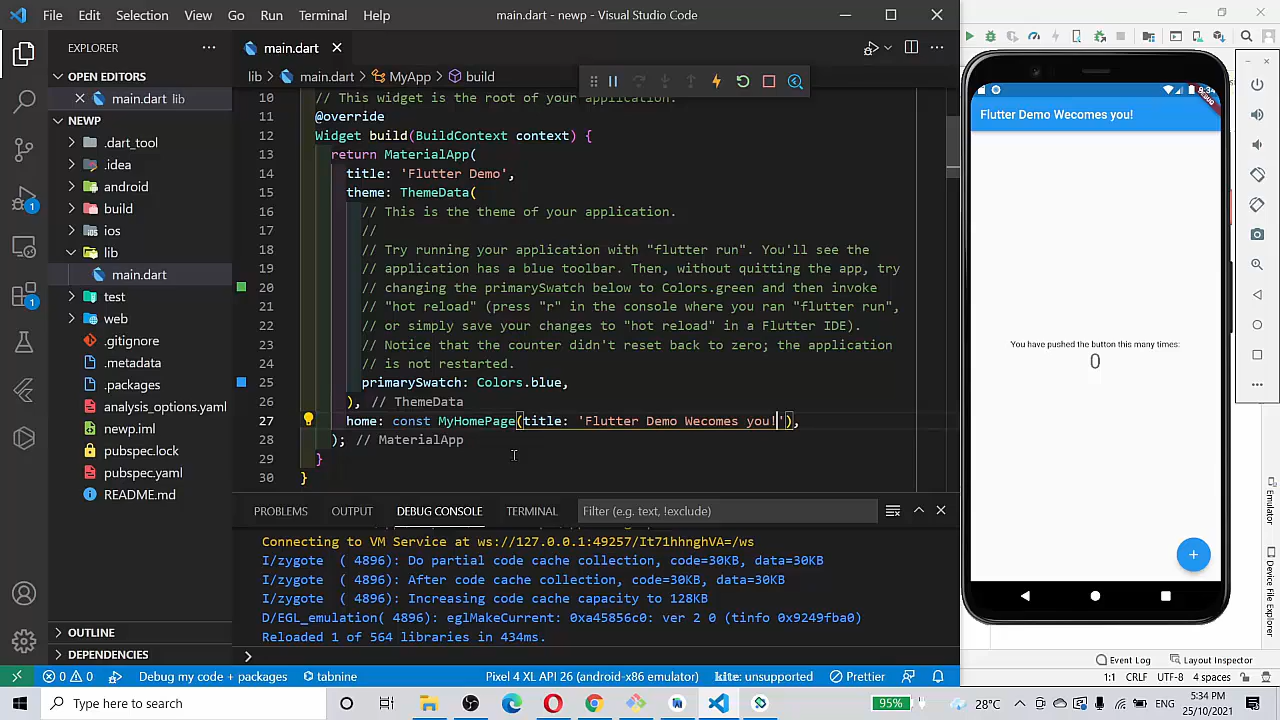 File Edit Selection View Go Run Terminal Help
main.dart - newp - Visual Studio Code
EXPLORER
OPEN EDITORS
main.dart lib
NEWP
.dart_tool
.idea
android
build
ios
lib
main.dart
test
web
.gitignore
.metadata
.packages
analysis_options.yaml
newp.iml
pubspec.lock
pubspec.yaml
README.md
OUTLINE
DEPENDENCIES
1
1
main.dart
lib > main.dart > MyApp > build
10 // This widget is the root of your application.
11 @override
12 Widget build(BuildContext context) {
13 return MaterialApp(
14 title: 'Flutter Demo',
15 theme: ThemeData(
16 // This is the theme of your application.
17 //
18 // Try running your application with "flutter run". You'll see the
19 // application has a blue toolbar. Then, without quitting the app, try
20 // changing the primarySwatch below to Colors.green and then invoke
21 // "hot reload" (press "r" in the console where you ran "flutter run",
22 // or simply save your changes to "hot reload" in a Flutter IDE).
23 // Notice that the counter didn't reset back to zero; the application
24 // is not restarted.
25 primarySwatch: Colors.blue,
26 ), // ThemeData
27 home: const MyHomePage(title: 'Flutter Demo Wecomes you!'),
28 ); // MaterialApp
29 }
30 }
PROBLEMS OUTPUT DEBUG CONSOLE TERMINAL Filter (e.g. text, !exclude)
Connecting to VM Service at ws://127.0.0.1:49257/It71hhnghVA=/ws
I/zygote ( 4896): Do partial code cache collection, code=30KB, data=30KB
I/zygote ( 4896): After code cache collection, code=30KB, data=30KB
I/zygote ( 4896): Increasing code cache capacity to 128KB
D/EGL_emulation( 4896): eglMakeCurrent: 0xa45856c0: ver 2 0 (tinfo 0x9249fba0)
Reloaded 1 of 564 libraries in 434ms.
0 0 Debug my code + packages tabnine Pixel 4 XL API 26 (android-x86 emulator) kite: unsupported Prettier
Flutter Demo Wecomes you!
You have pushed the button this many times:
0
Emulator
Device File Explorer
Event Log Layout Inspector
1:1 CRLF UTF-8 4 spaces
Type here to search
95%
28°C
5:34 PM
25/10/2021